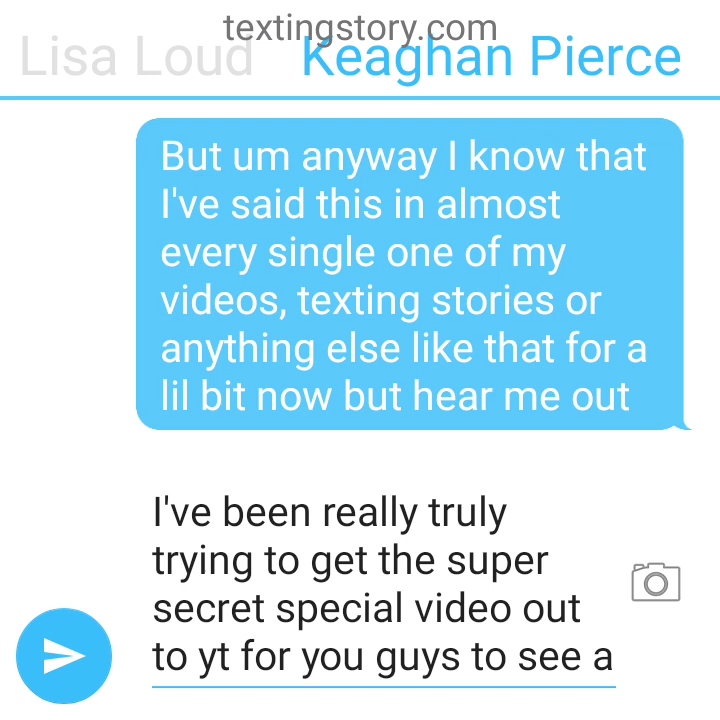 textingstory.com
Lisa Loud Keaghan Pierce
But um anyway I know that
I've said this in almost
every single one of my
videos, texting stories or
anything else like that for a
lil bit now but hear me out
I've been really truly
trying to get the super
secret special video out
to yt for you guys to see a